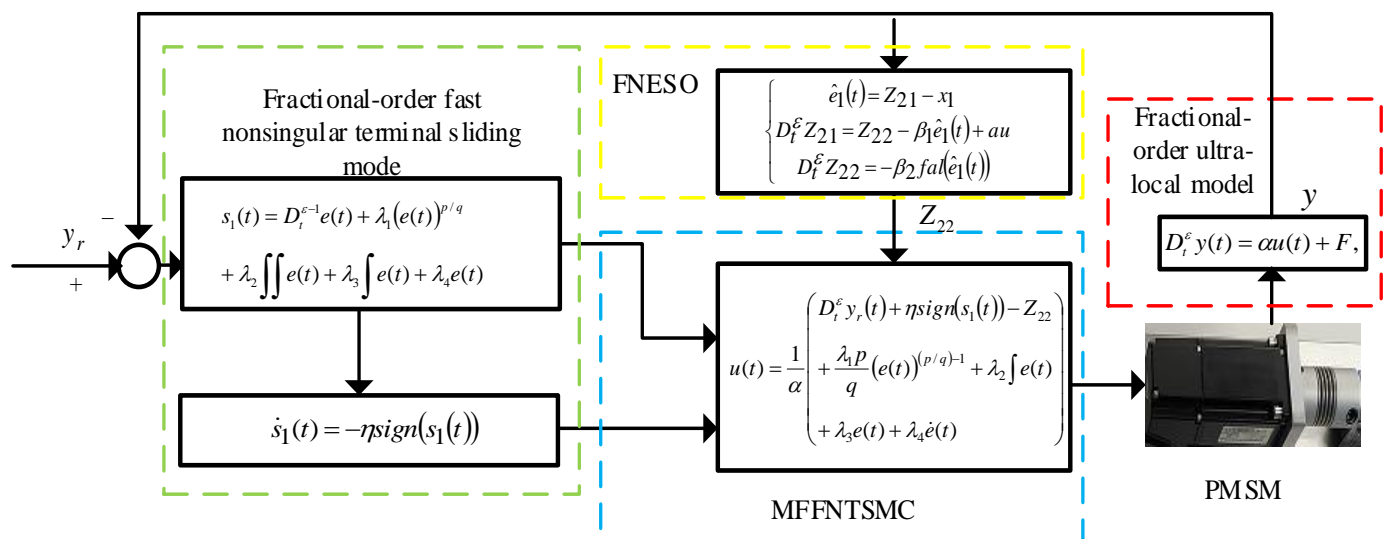 Fractional-order fast
nonsingular terminal sliding
mode
s₁(t) = D_t^{ε−1} e(t) + λ₁(e(t))^{p/q}
+ λ₂∬e(t) + λ₃∫e(t) + λ₄e(t)
ṡ₁(t) = −ηsign(s₁(t))
y_r
−
+
FNESO
ê₁(t) = Z₂₁ − x₁
D_t^ε Z₂₁ = Z₂₂ − β₁ê₁(t) + au
D_t^ε Z₂₂ = −β₂ fal(ê₁(t))
Z₂₂
u(t) = 1/α ( D_t^ε y_r(t) + ηsign(s₁(t)) − Z₂₂
+ λ₁p/q (e(t))^{(p/q)−1} + λ₂∫e(t)
+ λ₃e(t) + λ₄ė(t) )
MFFNTSMC
Fractional-
order ultra-
local model
y
D_t^ε y(t) = αu(t) + F,
PMSM